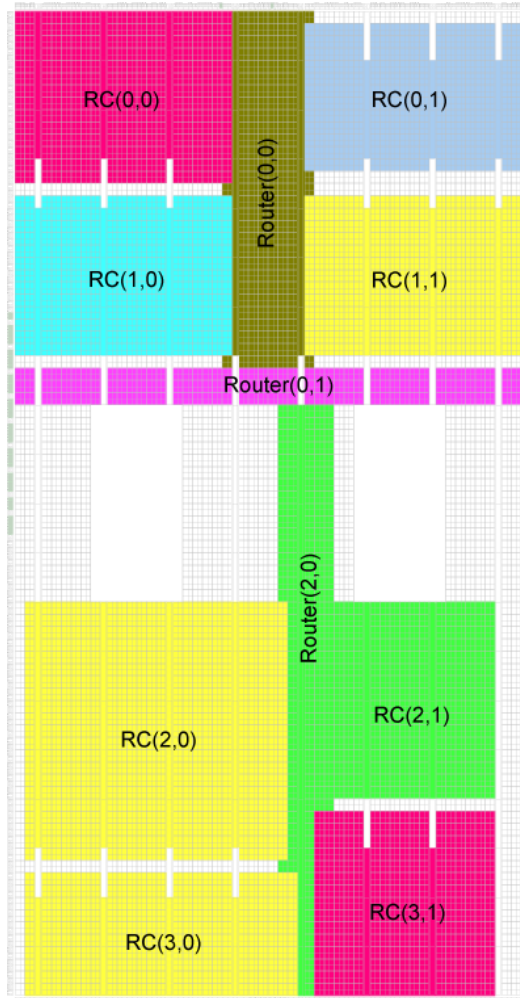 RC(0,0)
RC(0,1)
Router(0,0)
RC(1,0)
RC(1,1)
Router(0,1)
Router(2,0)
RC(2,0)
RC(2,1)
RC(3,0)
RC(3,1)